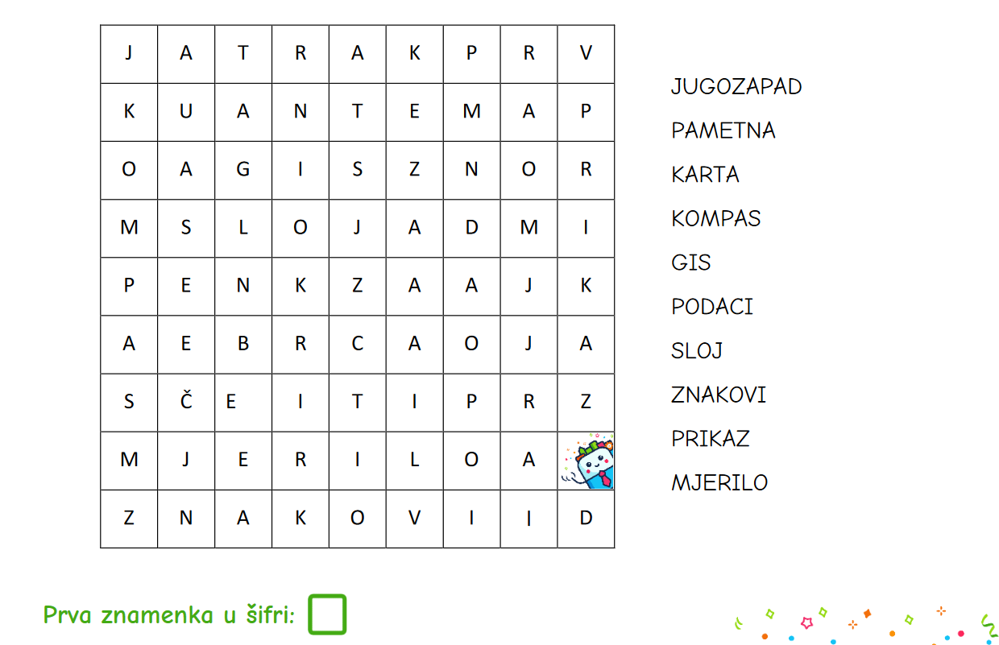 J A T R A K P R V
K U A N T E M A P
O A G I S Z N O R
M S L O J A D M I
P E N K Z A A J K
A E B R C A O J A
S Č E I T I P R Z
M J E R I L O A
Z N A K O V I I D
JUGOZAPAD
PAMETNA
KARTA
KOMPAS
GIS
PODACI
SLOJ
ZNAKOVI
PRIKAZ
MJERILO
Prva znamenka u šifri: